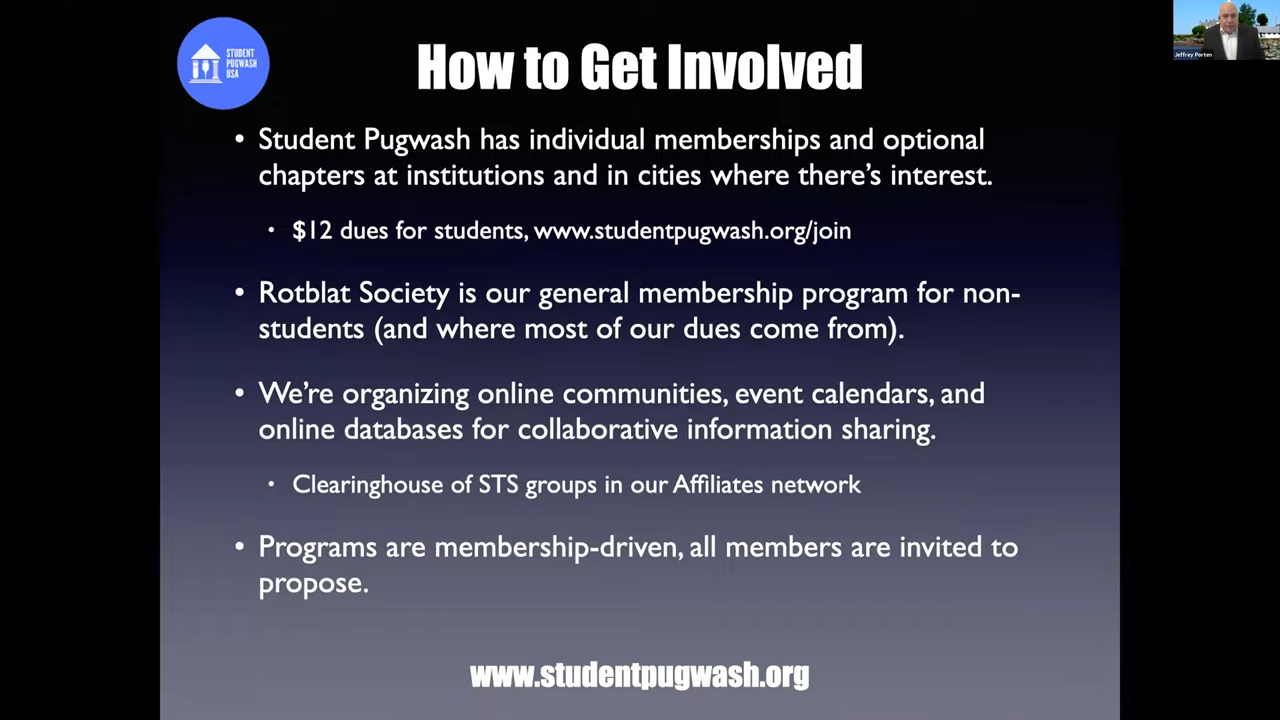 STUDENT
PUGWASH
USA
How to Get Involved
Jeffrey Porten
• Student Pugwash has individual memberships and optional
chapters at institutions and in cities where there's interest.
• $12 dues for students, www.studentpugwash.org/join
• Rotblat Society is our general membership program for non-
students (and where most of our dues come from).
• We're organizing online communities, event calendars, and
online databases for collaborative information sharing.
• Clearinghouse of STS groups in our Affiliates network
• Programs are membership-driven, all members are invited to
propose.
www.studentpugwash.org